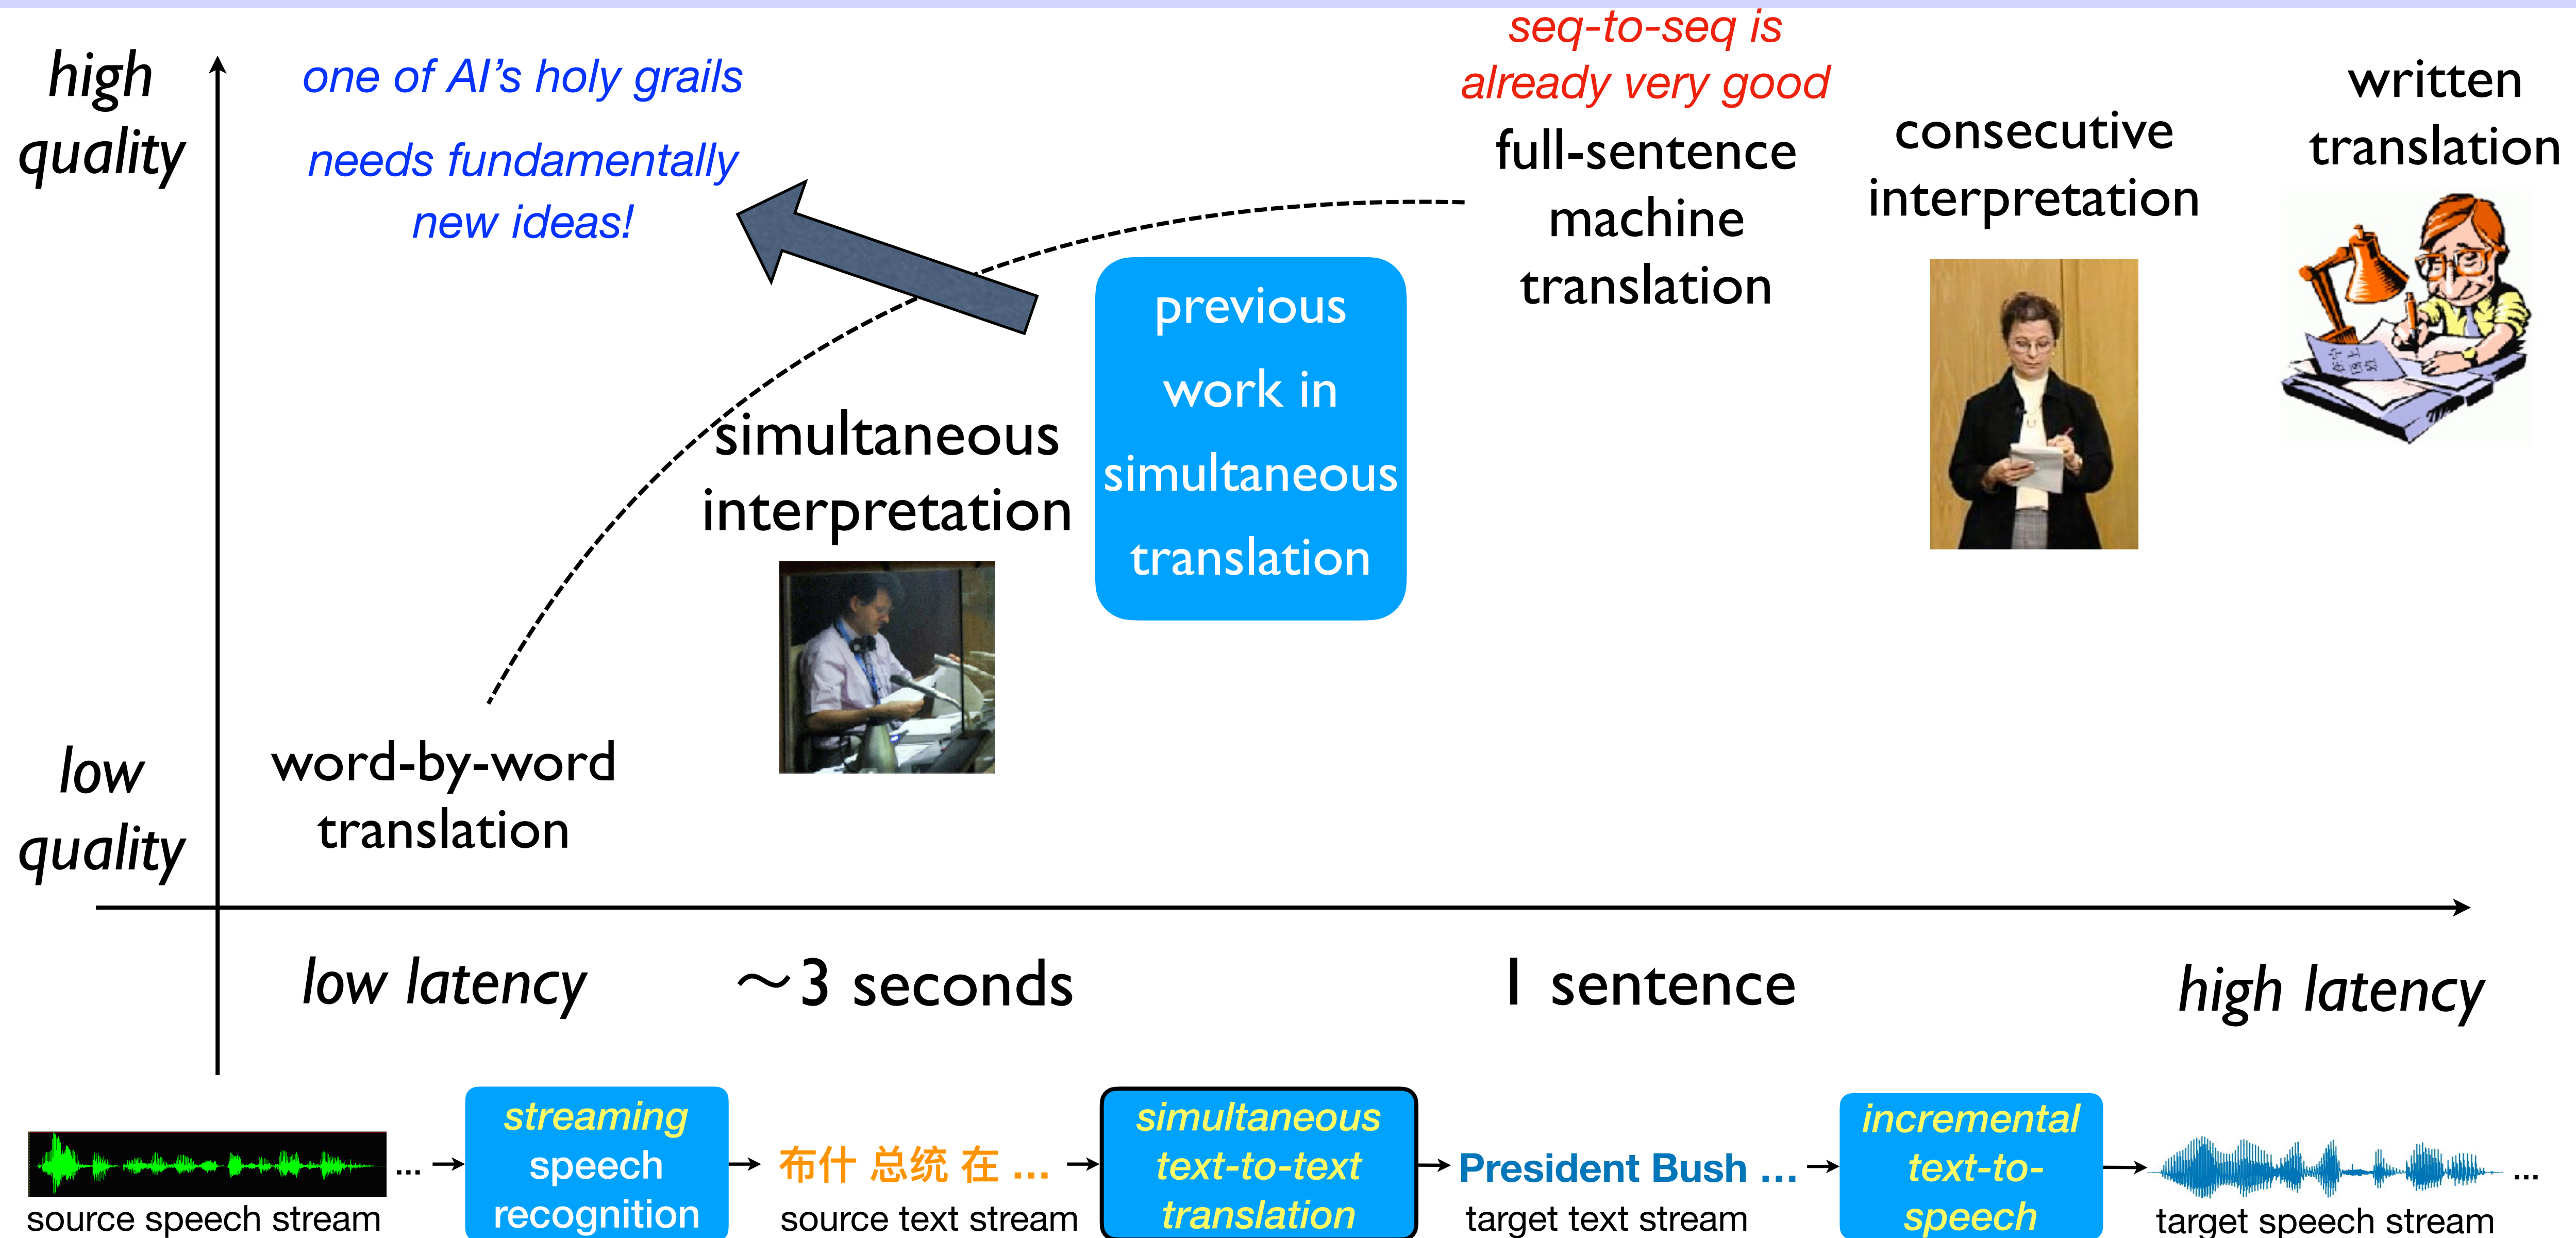 high
quality
one of AI's holy grails
needs fundamentally
new ideas!
seq-to-seq is
already very good
full-sentence
machine
translation
consecutive
interpretation
written
translation
previous
work in
simultaneous
translation
simultaneous
interpretation
low
quality
word-by-word
translation
low latency
~3 seconds
1 sentence
high latency
...
source speech stream
streaming
speech
recognition
布什 总统 在 ...
source text stream
simultaneous
text-to-text
translation
President Bush ...
target text stream
incremental
text-to-
speech
...
target speech stream